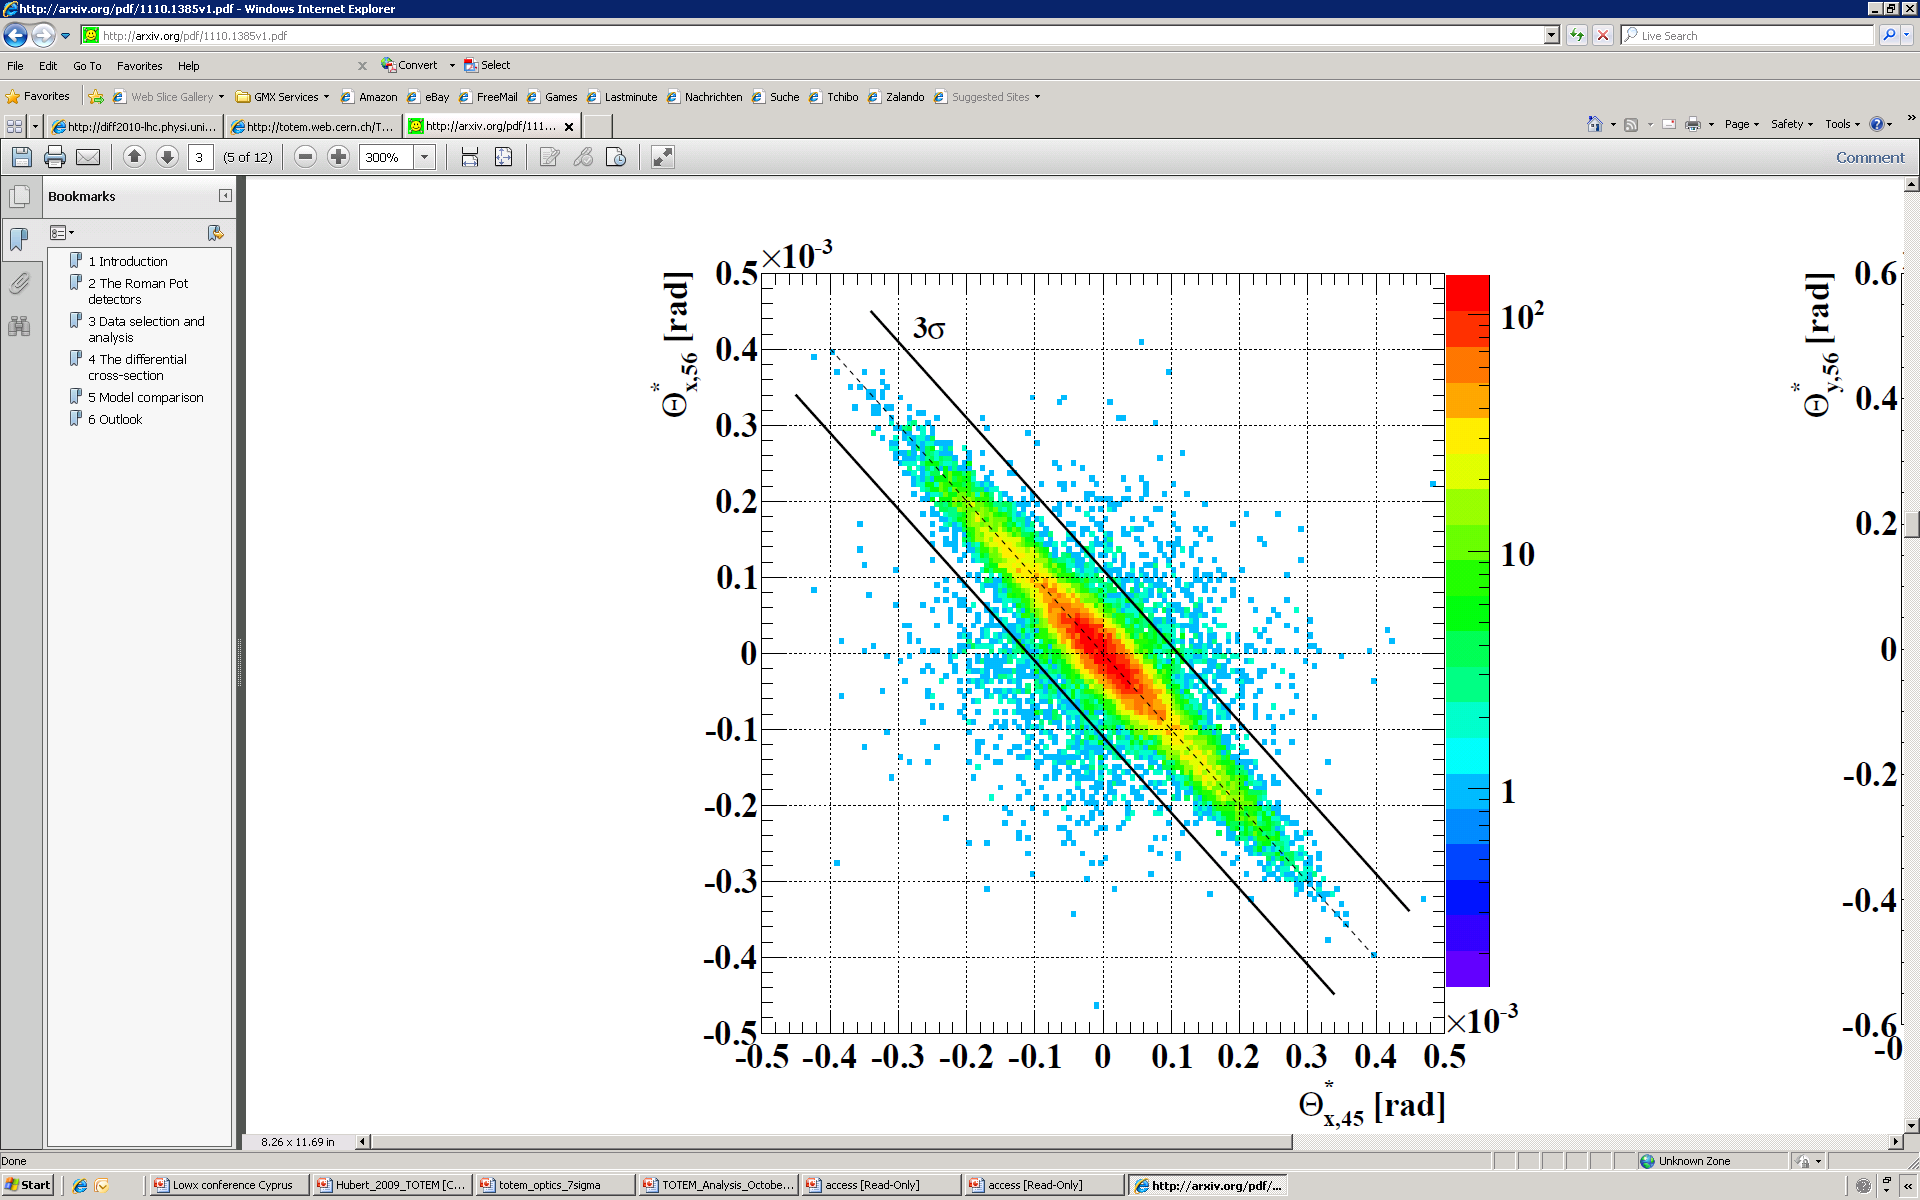 http://arxiv.org/pdf/1110.1385v1.pdf - Windows Internet Explorer
http://arxiv.org/pdf/1110.1385v1.pdf
Live Search
File Edit Go To Favorites Help
x Convert Select
Favorites Web Slice Gallery GMX Services Amazon eBay FreeMail Games Lastminute Nachrichten Suche Tchibo Zalando Suggested Sites
http://diff2010-lhc.physi.uni... http://totem.web.cern.ch/T... http://arxiv.org/pdf/111... Page Safety Tools »
3 (5 of 12) 300% Comment
Bookmarks
1 Introduction
2 The Roman Pot
detectors
3 Data selection and
analysis
4 The differential
cross-section
5 Model comparison
6 Outlook
×10⁻³
Θ*x,56 [rad]
0.5
0.4
0.3
0.2
0.1
0
-0.1
-0.2
-0.3
-0.4
-0.5
3σ
-0.5 -0.4 -0.3 -0.2 -0.1 0 0.1 0.2 0.3 0.4 0.5
×10⁻³
Θ*x,45 [rad]
10²
10
1
Θ*y,56 [rad]
0.6
0.4
0.2
0
-0.2
-0.4
-0.6
-0
8.26 x 11.69 in
Done Unknown Zone
Start Lowx conference Cyprus Hubert_2009_TOTEM [C... totem_optics_7sigma TOTEM_Analysis_Octobe... access [Read-Only] access [Read-Only] http://arxiv.org/pdf/... «